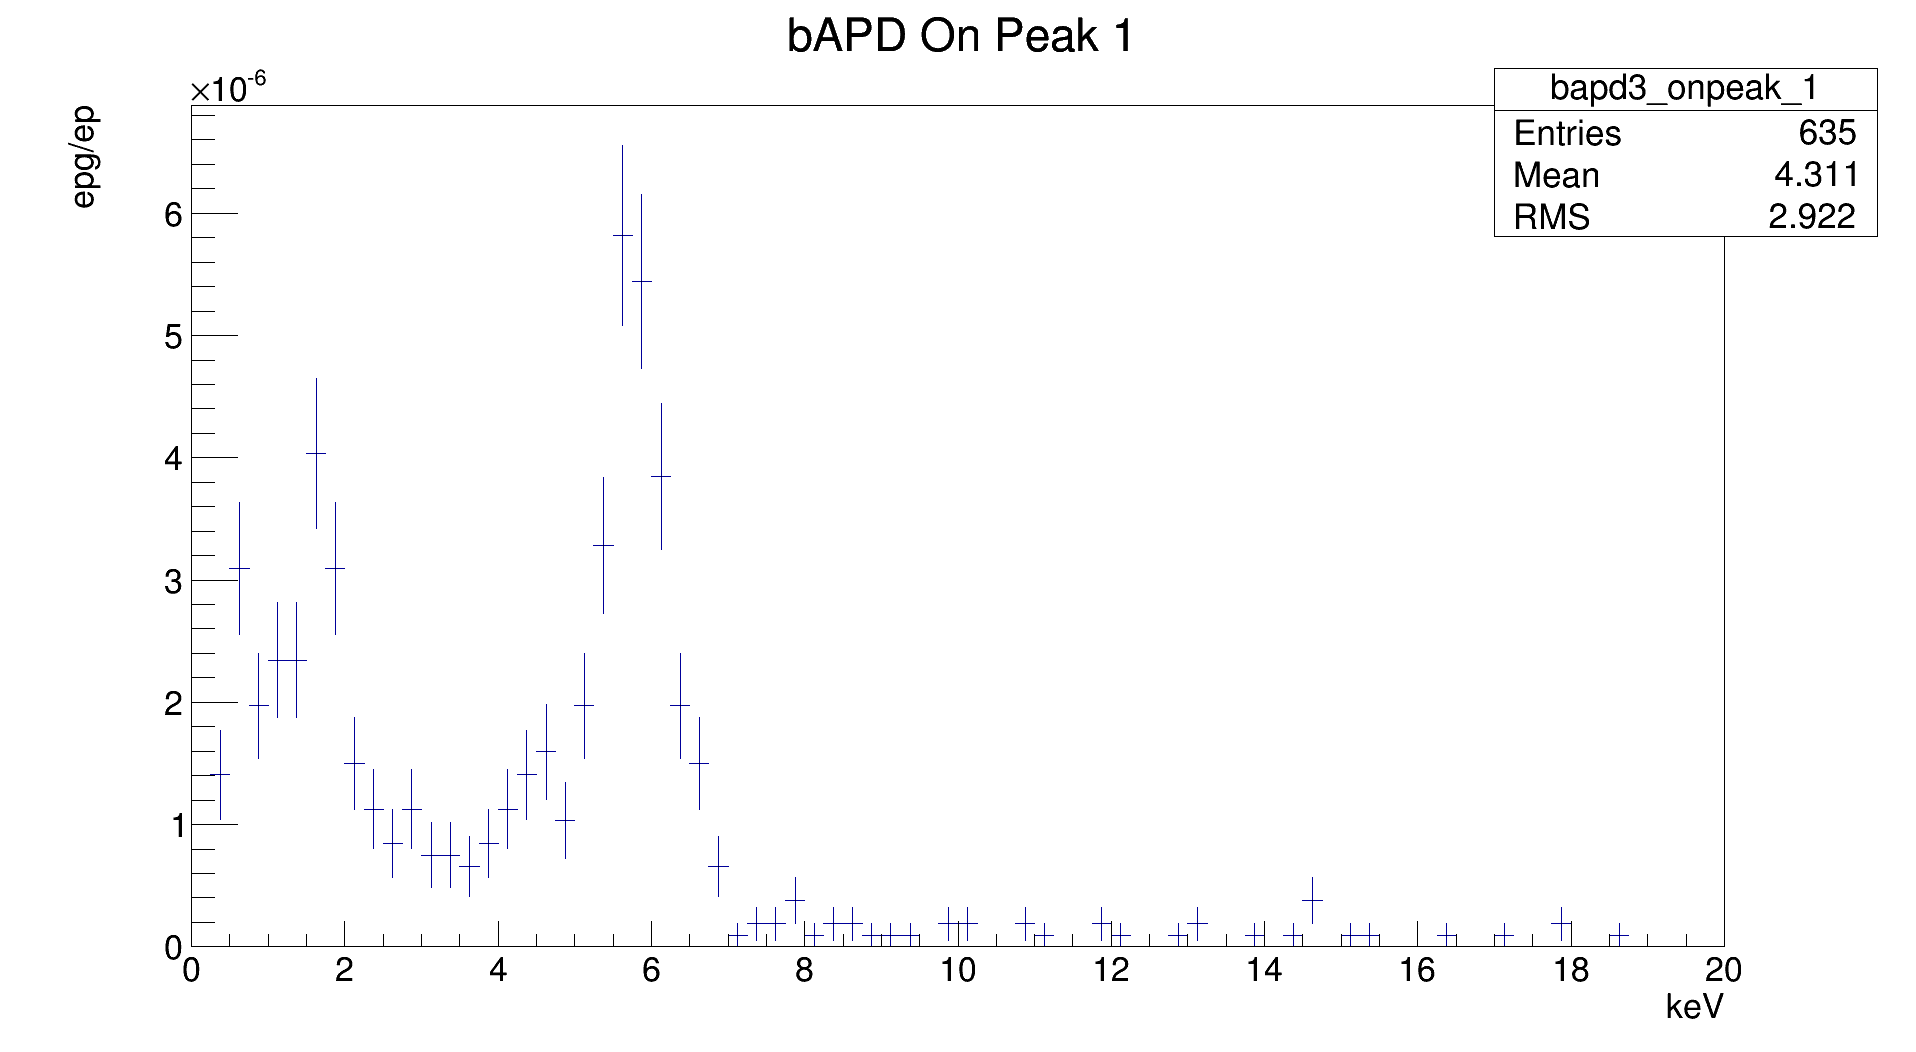 bAPD On Peak 1
×10-6
epg/ep
bapd3_onpeak_1
Entries 635
Mean 4.311
RMS 2.922
6
5
4
3
2
1
0
0 2 4 6 8 10 12 14 16 18 20
keV